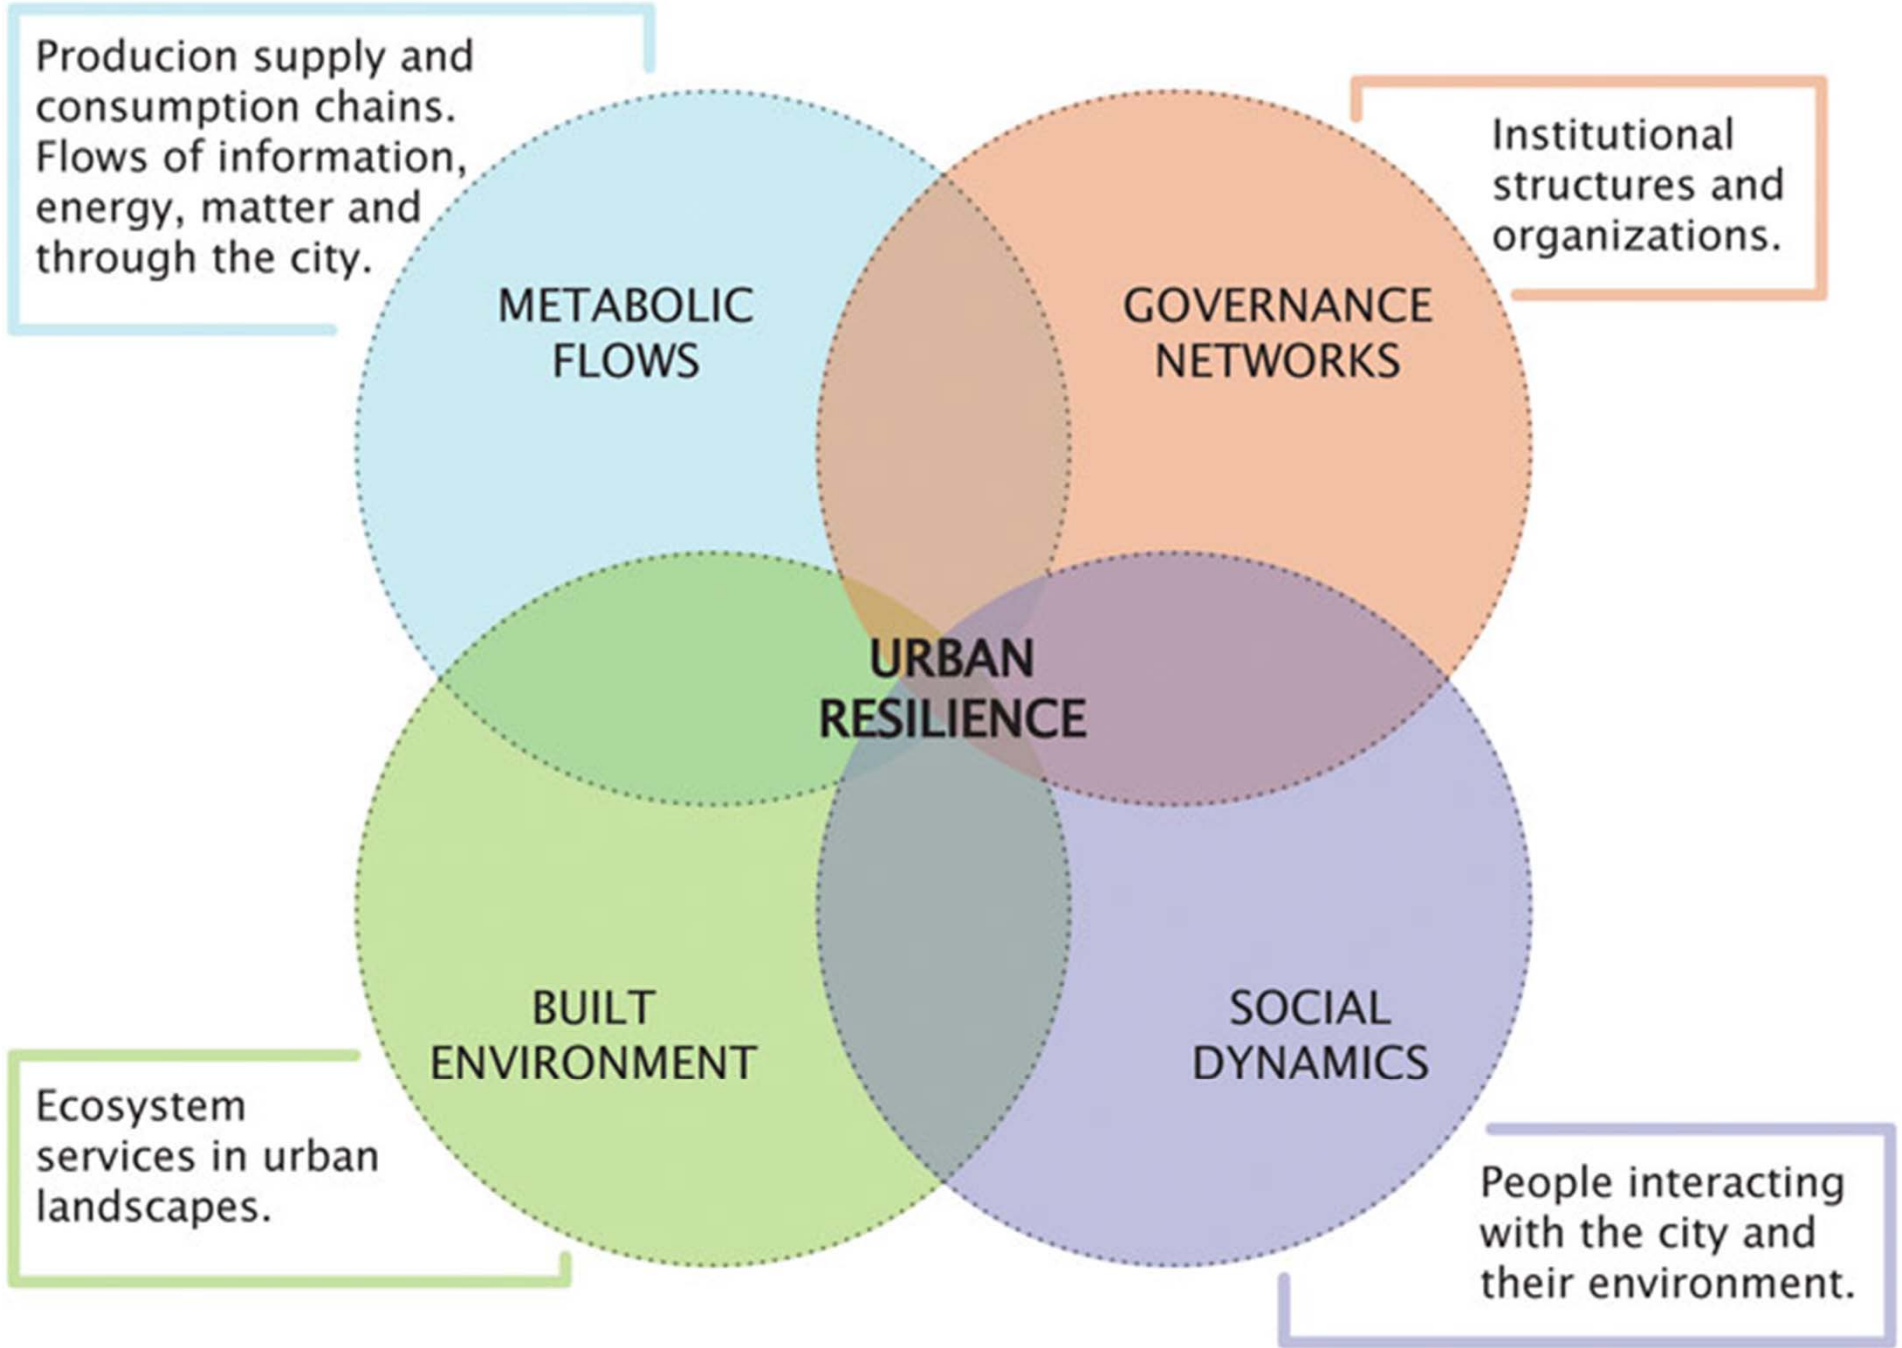 Producion supply and
consumption chains.
Flows of information,
energy, matter and
through the city.
Institutional
structures and
organizations.
METABOLIC
FLOWS
GOVERNANCE
NETWORKS
URBAN
RESILIENCE
BUILT
ENVIRONMENT
SOCIAL
DYNAMICS
Ecosystem
services in urban
landscapes.
People interacting
with the city and
their environment.